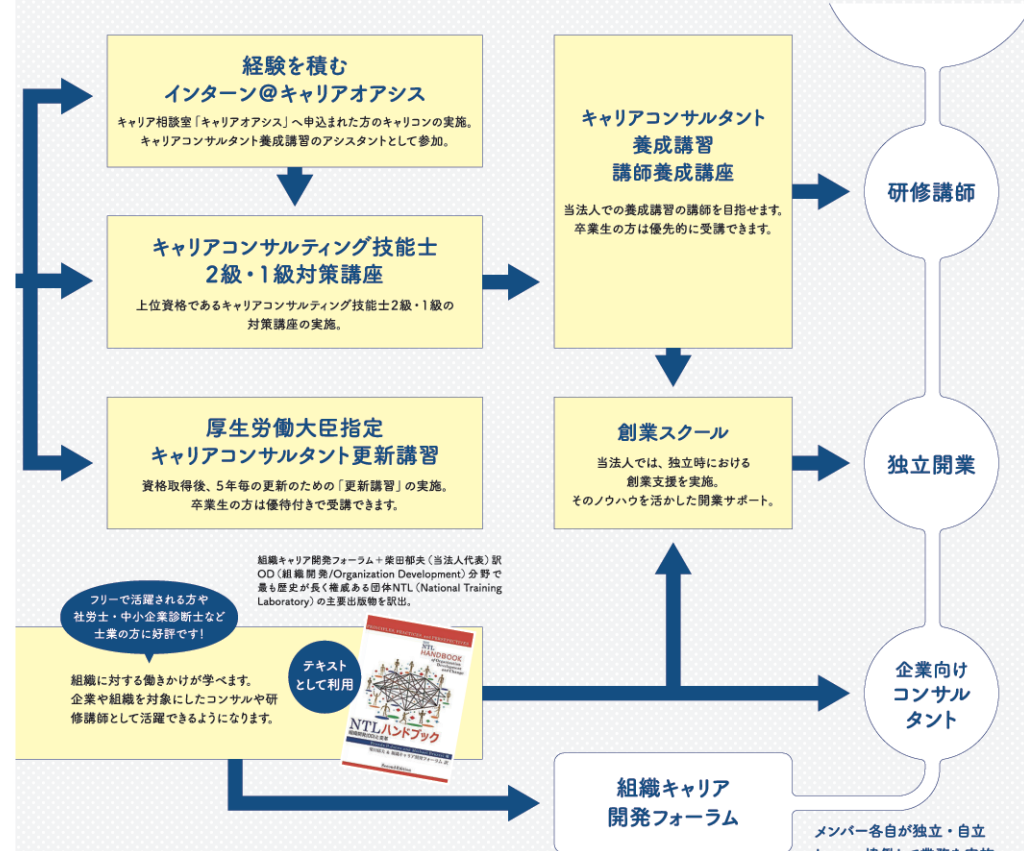 経験を積む
インターン@キャリアオアシス
キャリア相談室「キャリアオアシス」へ申込まれた方のキャリコンの実施。
キャリアコンサルタント養成講習のアシスタントとして参加。
キャリアコンサルティング技能士
2級・1級対策講座
上位資格であるキャリアコンサルティング技能士2級・1級の
対策講座の実施。
厚生労働大臣指定
キャリアコンサルタント更新講習
資格取得後、5年毎の更新のための「更新講習」の実施。
卒業生の方は優待付きで受講できます。
キャリアコンサルタント
養成講習
講師養成講座
当法人での養成講習の講師を目指せます。
卒業生の方は優先的に受講できます。
創業スクール
当法人では、独立時における
創業支援を実施。
そのノウハウを活かした開業サポート。
研修講師
独立開業
企業向け
コンサル
タント
組織キャリア開発フォーラム+柴田郁夫(当法人代表)訳
OD(組織開発/Organization Development)分野で
最も歴史が長く権威ある団体NTL(National Training
Laboratory)の主要出版物を訳出。
フリーで活躍される方や
社労士・中小企業診断士など
士業の方に好評です!
組織に対する働きかけが学べます。
企業や組織を対象にしたコンサルや研
修講師として活躍できるようになります。
テキスト
として利用
NTL
HANDBOOK
of Organization
Development
and Change
NTLハンドブック
組織開発(OD)と変革
組織キャリア
開発フォーラム
メンバー各自が独立・自立